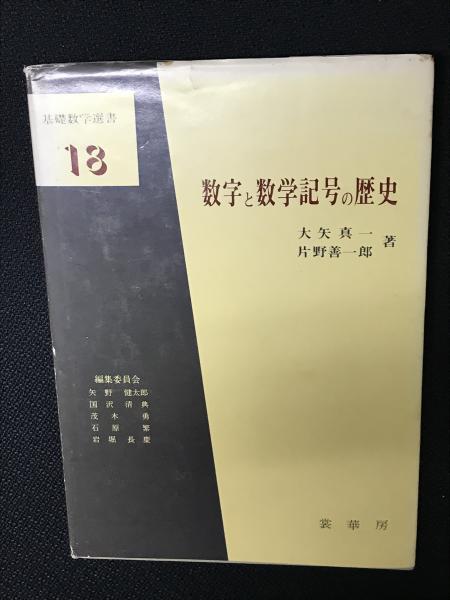 基礎数学選書
18
数字と数学記号の歴史
大矢真一
片野善一郎
著
編集委員会
矢野健太郎
国沢清典
茂木勇
石原繁
岩堀長慶
裳華房